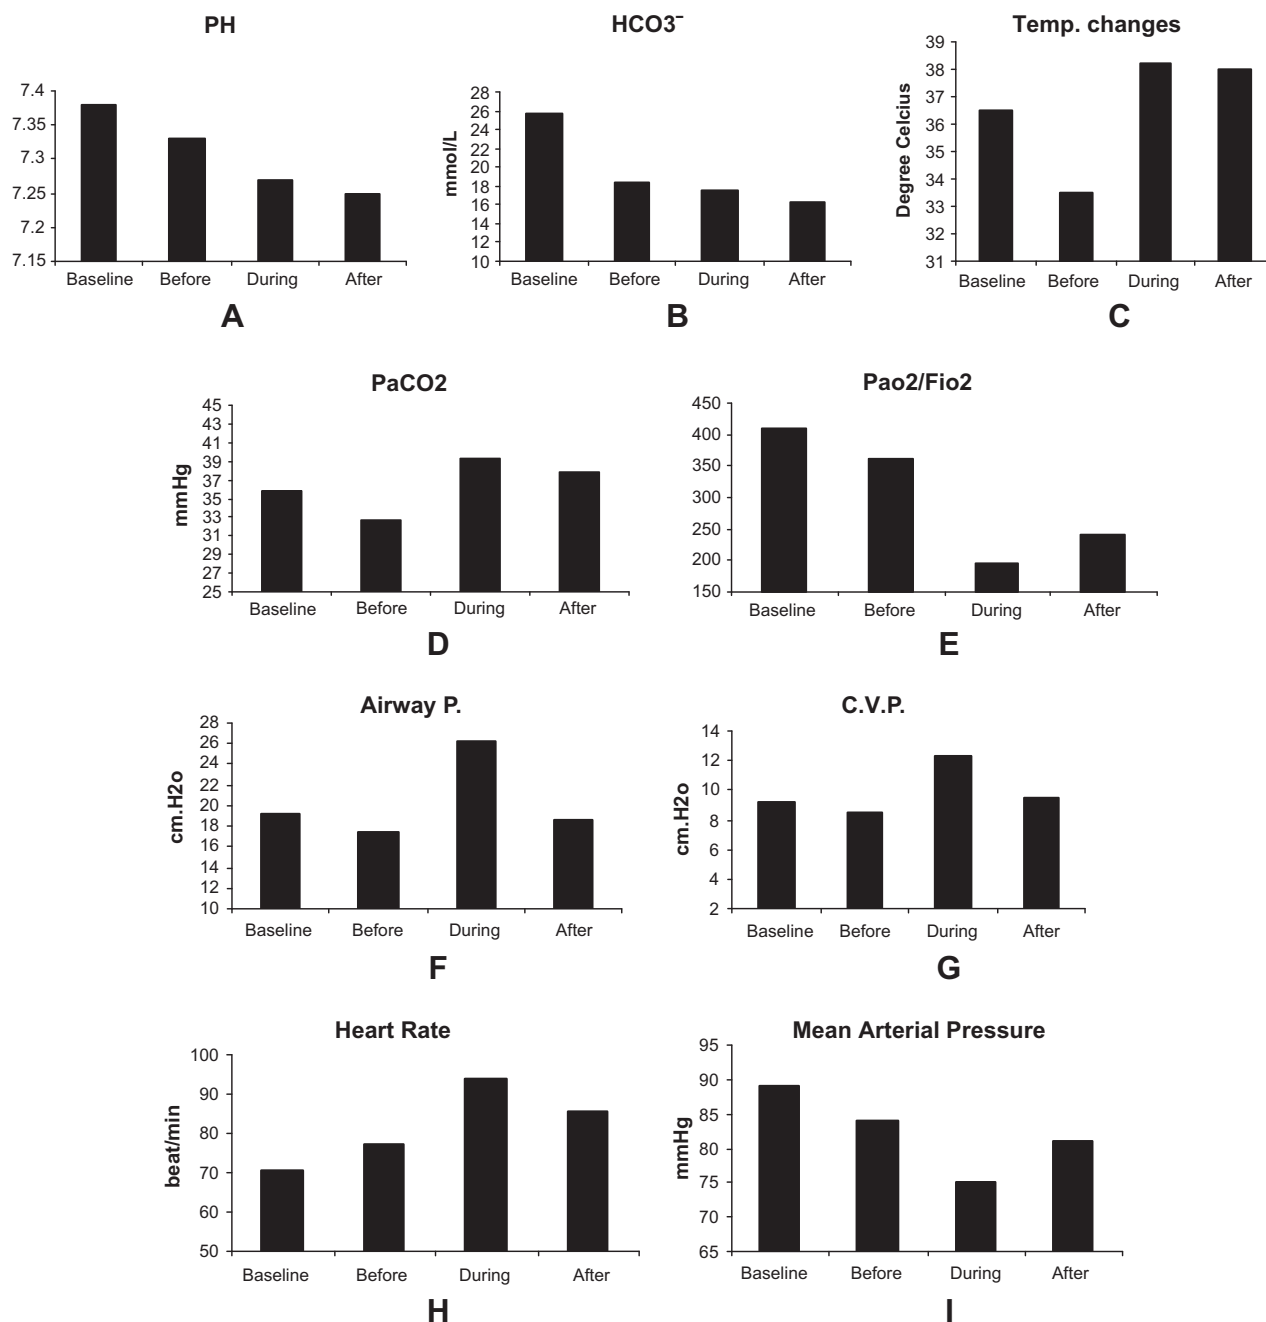 PH
7.4
7.35
7.3
7.25
7.2
7.15
Baseline Before During After
A
HCO3⁻
mmol/L
28
26
24
22
20
18
16
14
12
10
Baseline Before During After
B
Temp. changes
Degree Celcius
39
38
37
36
35
34
33
32
31
Baseline Before During After
C
PaCO2
mmHg
45
43
41
39
37
35
33
31
29
27
25
Baseline Before During After
D
Pao2/Fio2
450
400
350
300
250
200
150
Baseline Before During After
E
Airway P.
cm.H2o
28
26
24
22
20
18
16
14
12
10
Baseline Before During After
F
C.V.P.
cm.H2o
14
12
10
8
6
4
2
Baseline Before During After
G
Heart Rate
beat/min
100
90
80
70
60
50
Baseline Before During After
H
Mean Arterial Pressure
mmHg
95
90
85
80
75
70
65
Baseline Before During After
I